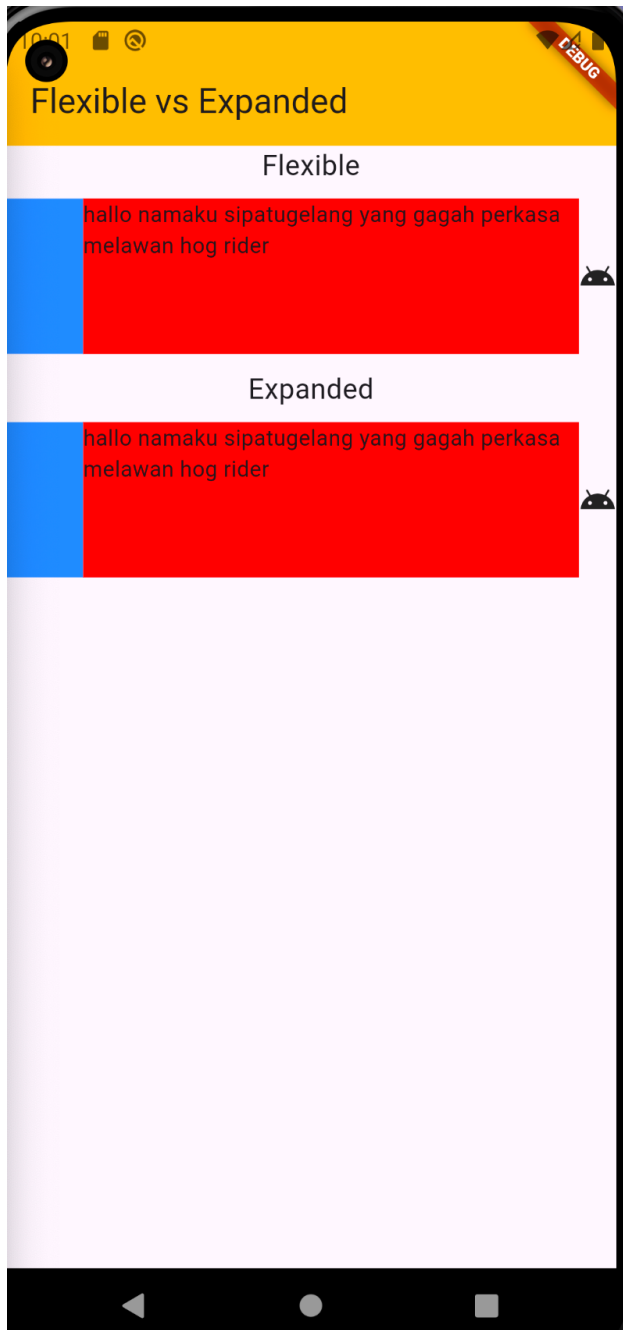 10:01
DEBUG
Flexible vs Expanded
Flexible
hallo namaku sipatugelang yang gagah perkasa
melawan hog rider
Expanded
hallo namaku sipatugelang yang gagah perkasa
melawan hog rider